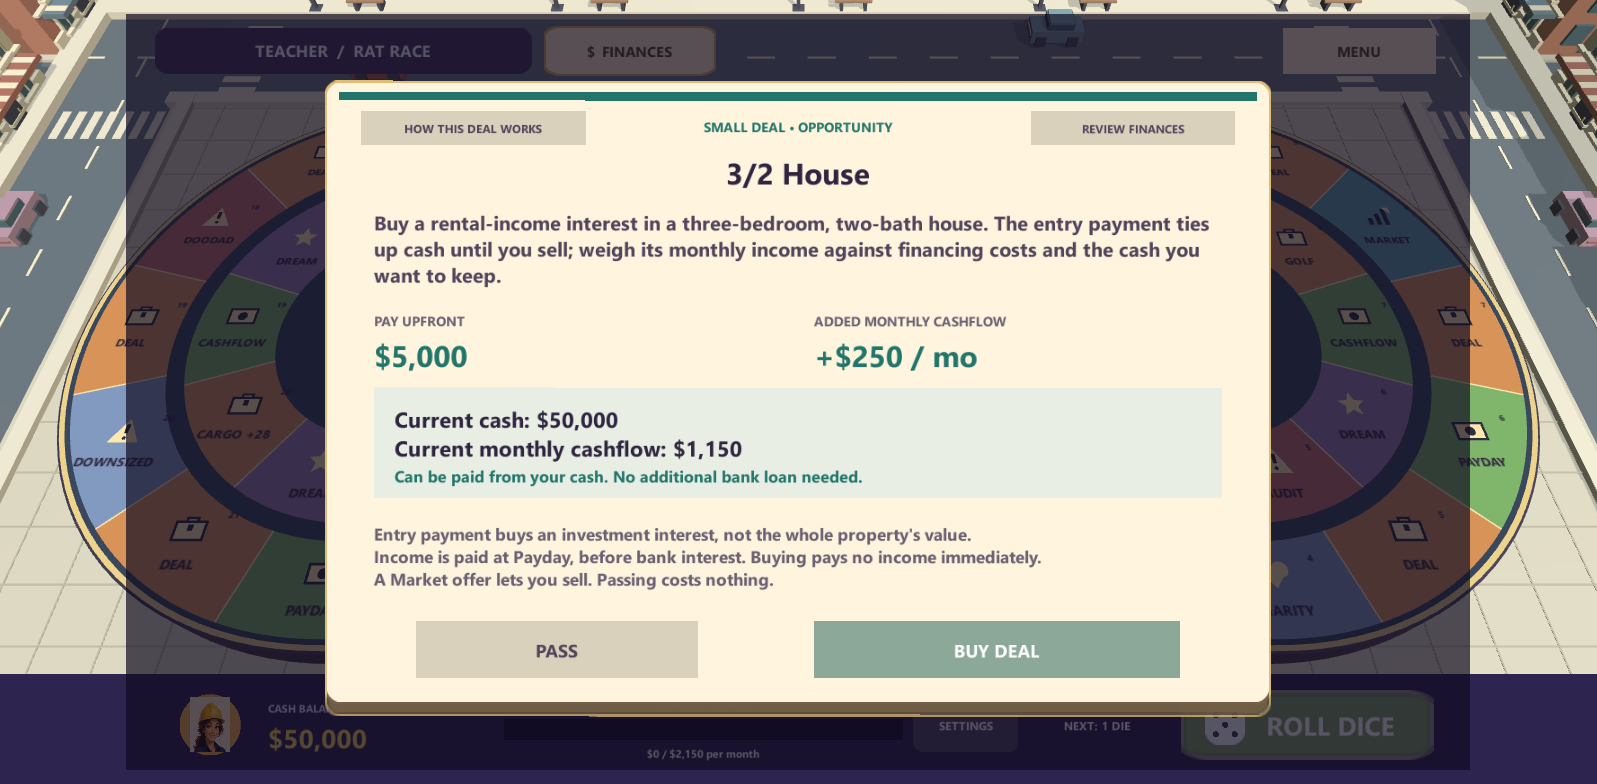 TEACHER / RAT RACE
$ FINANCES
MENU
HOW THIS DEAL WORKS
SMALL DEAL • OPPORTUNITY
REVIEW FINANCES
3/2 House
Buy a rental-income interest in a three-bedroom, two-bath house. The entry payment ties
up cash until you sell; weigh its monthly income against financing costs and the cash you
want to keep.
PAY UPFRONT
ADDED MONTHLY CASHFLOW
$5,000
+$250 / mo
Current cash: $50,000
Current monthly cashflow: $1,150
Can be paid from your cash. No additional bank loan needed.
Entry payment buys an investment interest, not the whole property's value.
Income is paid at Payday, before bank interest. Buying pays no income immediately.
A Market offer lets you sell. Passing costs nothing.
PASS
BUY DEAL
DOODAD
DREAM
DEAL
CASHFLOW
DOWNSIZED
CARGO +28
DEAL
MARKET
GOLF
CASHFLOW
DEAL
DREAM
PAYDAY
DEAL
CASH
$50,000
$0 / $2,150 per month
SETTINGS
NEXT: 1 DIE
ROLL DICE